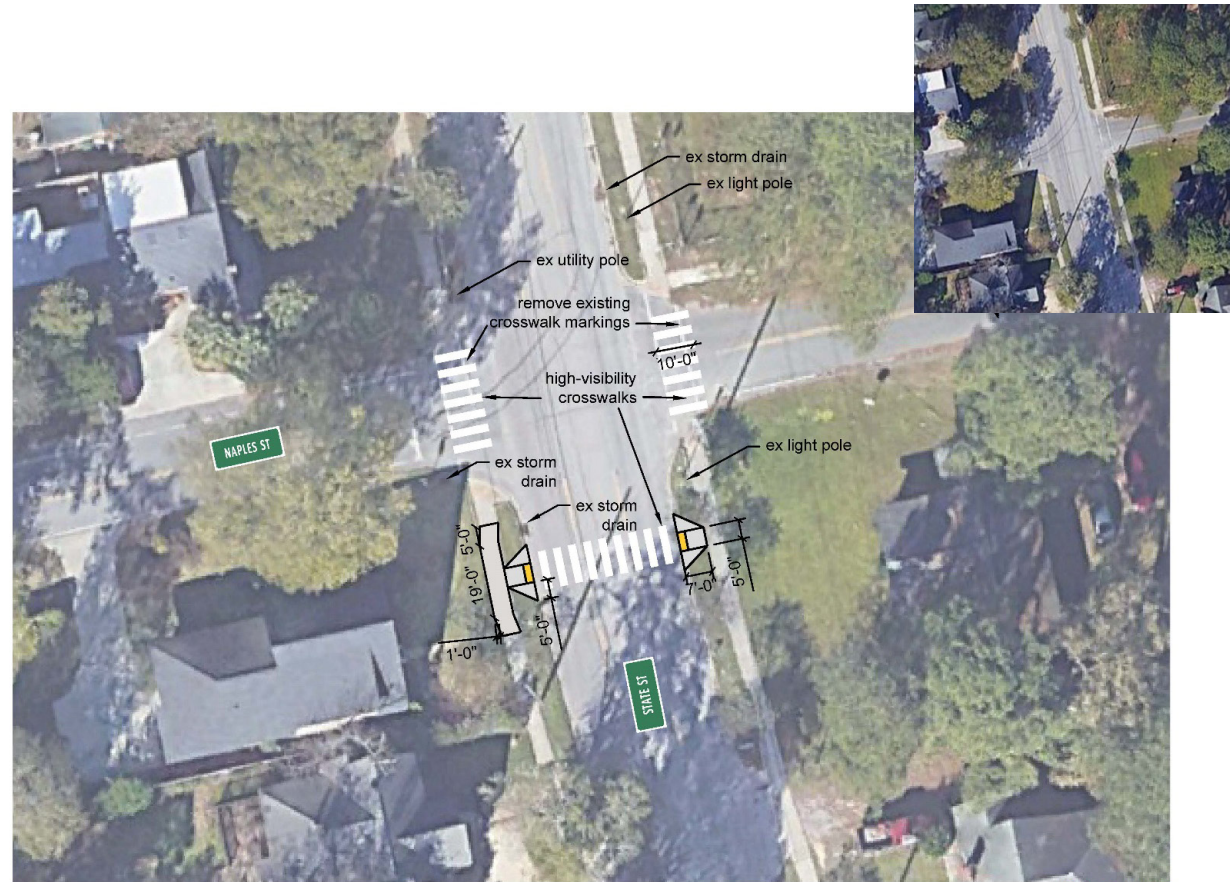 ex storm drain
ex light pole
ex utility pole
remove existing
crosswalk markings
10'-0"
high-visibility
crosswalks
NAPLES ST
ex light pole
ex storm
drain
ex storm
drain
5'-0"
19'-0"
7'-0"
5'-0"
1'-0"
STATE ST